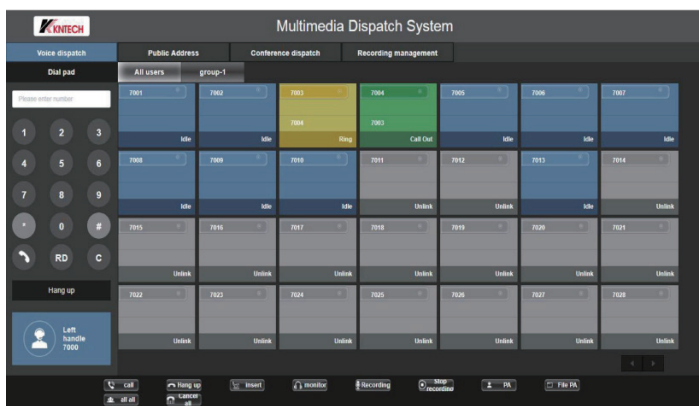 KNTECH
Multimedia Dispatch System
Voice dispatch Public Address Conference dispatch Recording management
Dial pad All users group-1
Please enter number
1 2 3
4 5 6
7 8 9
* 0 #
RD C
Hang up
Left
handle
7000
7001 7002 7003 7004 7005 7006 7007
7004 7003
Idle Idle Ring Call Out Idle Idle Idle
7008 7009 7010 7011 7012 7013 7014
Idle Idle Idle Unlink Unlink Idle Unlink
7015 7016 7017 7018 7019 7020 7021
Unlink Unlink Unlink Unlink Unlink Unlink Unlink
7022 7023 7024 7025 7026 7027 7028
Unlink Unlink Unlink Unlink Unlink Unlink Unlink
call Hang up insert monitor Recording Stop recording PA File PA
all all Cancel all